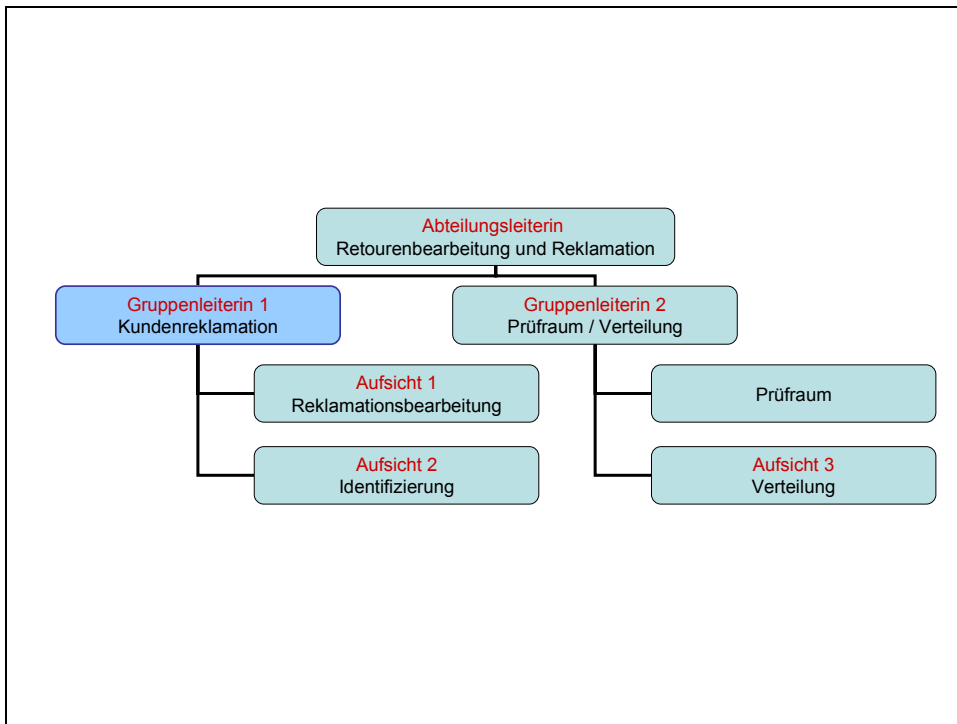 Abteilungsleiterin
Retourenbearbeitung und Reklamation
Gruppenleiterin 1
Kundenreklamation
Gruppenleiterin 2
Prüfraum / Verteilung
Aufsicht 1
Reklamationsbearbeitung
Prüfraum
Aufsicht 2
Identifizierung
Aufsicht 3
Verteilung